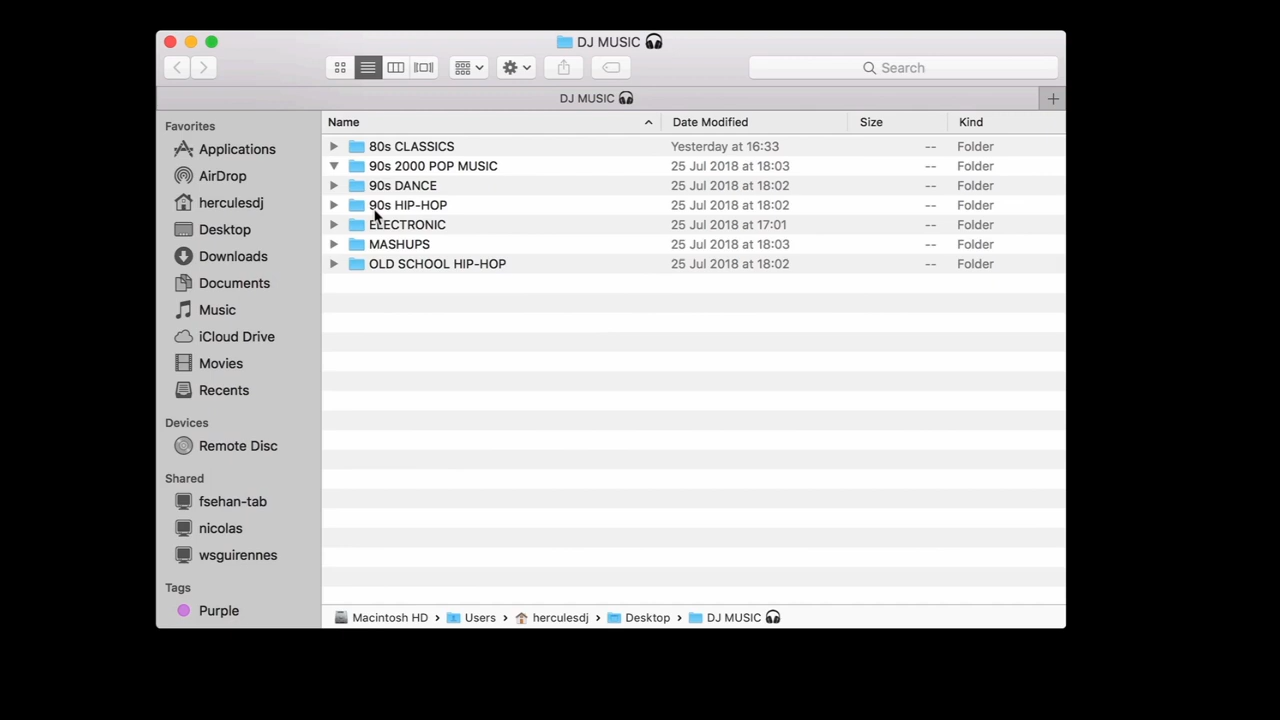 DJ MUSIC 🎧
Search
DJ MUSIC 🎧
Favorites
Applications
AirDrop
herculesdj
Desktop
Downloads
Documents
Music
iCloud Drive
Movies
Recents
Devices
Remote Disc
Shared
fsehan-tab
nicolas
wsguirennes
Tags
Purple
Name Date Modified Size Kind
80s CLASSICS Yesterday at 16:33 -- Folder
90s 2000 POP MUSIC 25 Jul 2018 at 18:03 -- Folder
90s DANCE 25 Jul 2018 at 18:02 -- Folder
90s HIP-HOP 25 Jul 2018 at 18:02 -- Folder
ELECTRONIC 25 Jul 2018 at 17:01 -- Folder
MASHUPS 25 Jul 2018 at 18:03 -- Folder
OLD SCHOOL HIP-HOP 25 Jul 2018 at 18:02 -- Folder
Macintosh HD › Users › herculesdj › Desktop › DJ MUSIC 🎧